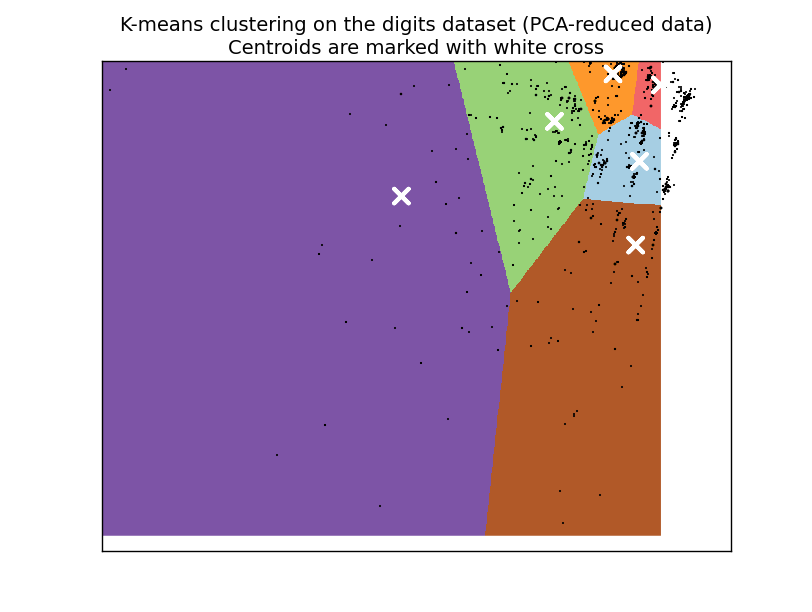 K-means clustering on the digits dataset (PCA-reduced data)
Centroids are marked with white cross